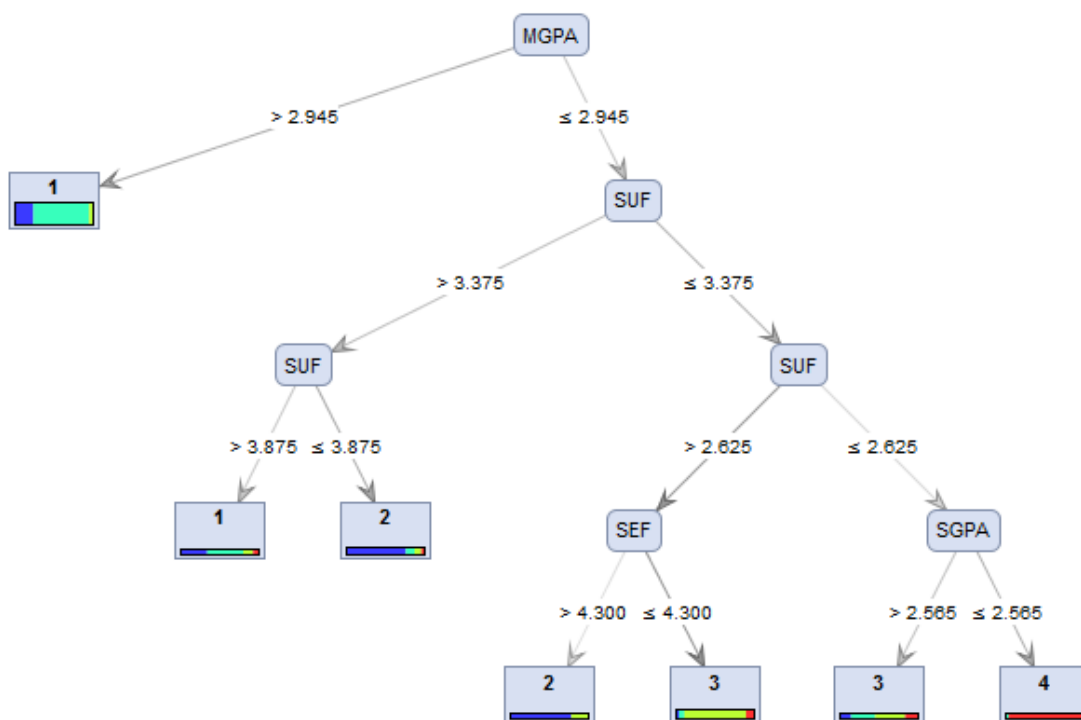 MGPA
> 2.945 ≤ 2.945
1
SUF
> 3.375 ≤ 3.375
SUF SUF
> 3.875 ≤ 3.875 > 2.625 ≤ 2.625
1 2 SEF SGPA
> 4.300 ≤ 4.300 > 2.565 ≤ 2.565
2 3 3 4